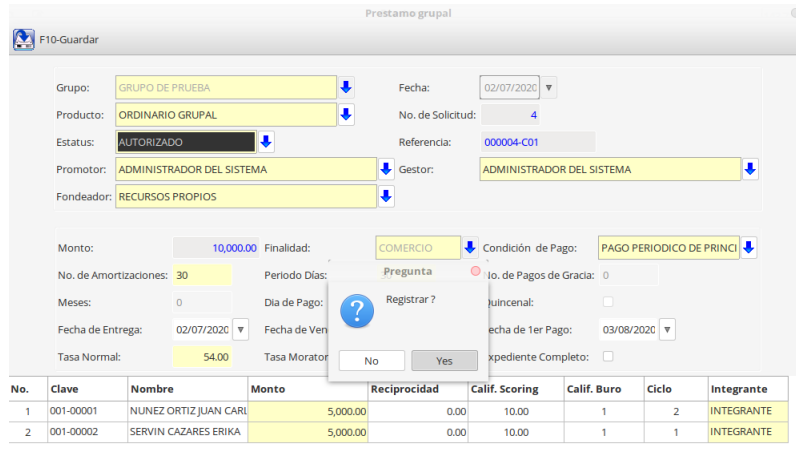 Prestamo grupal
F10-Guardar
Grupo: GRUPO DE PRUEBA Fecha: 02/07/2020
Producto: ORDINARIO GRUPAL No. de Solicitud: 4
Estatus: AUTORIZADO Referencia: 000004-C01
Promotor: ADMINISTRADOR DEL SISTEMA Gestor: ADMINISTRADOR DEL SISTEMA
Fondeador: RECURSOS PROPIOS
Monto: 10,000.00 Finalidad: COMERCIO Condición de Pago: PAGO PERIODICO DE PRINCI
No. de Amortizaciones: 30 Periodo Días: No. de Pagos de Gracia: 0
Meses: 0 Dia de Pago: Quincenal:
Fecha de Entrega: 02/07/2020 Fecha de Ven echa de 1er Pago: 03/08/2020
Tasa Normal: 54.00 Tasa Morator xpediente Completo:
Pregunta
?
Registrar ?
No Yes
No. Clave Nombre Monto Reciprocidad Calif. Scoring Calif. Buro Ciclo Integrante
1 001-00001 NUNEZ ORTIZ JUAN CARL 5,000.00 0.00 10.00 1 2 INTEGRANTE
2 001-00002 SERVIN CAZARES ERIKA 5,000.00 0.00 10.00 1 1 INTEGRANTE